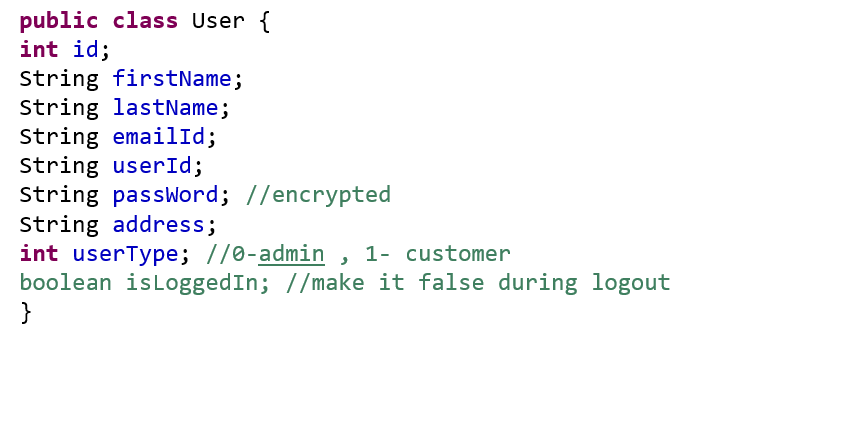 public class User {
int id;
String firstName;
String lastName;
String emailId;
String userId;
String passWord; //encrypted
String address;
int userType; //0-admin , 1- customer
boolean isLoggedIn; //make it false during logout
}